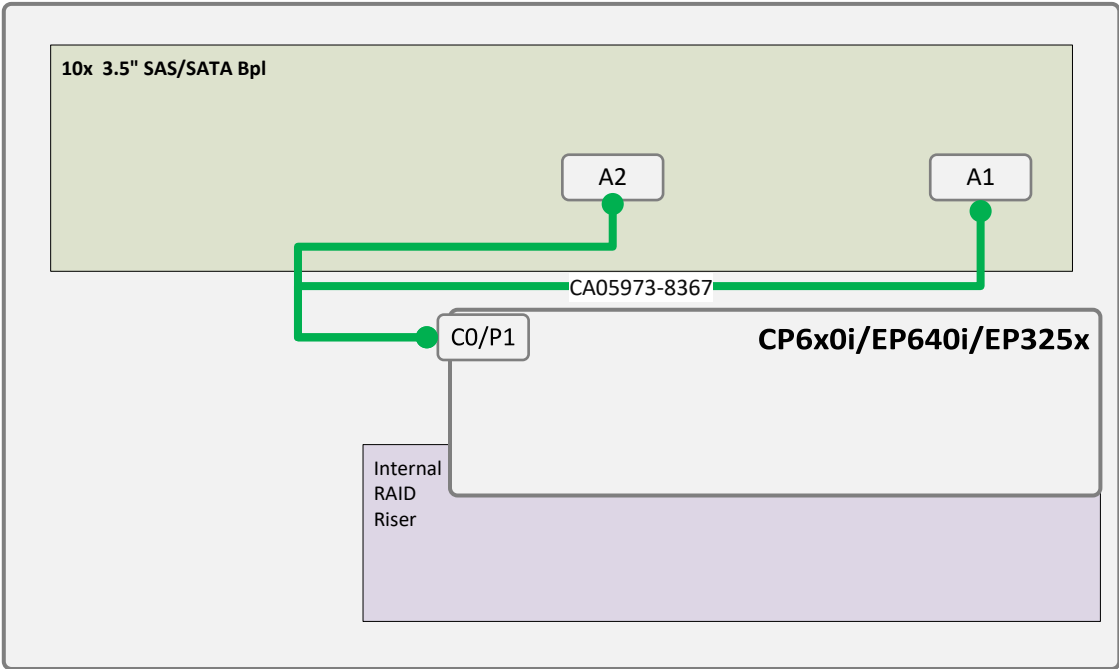 10x  3.5" SAS/SATA Bpl
A2
A1
CA05973-8367
C0/P1
CP6x0i/EP640i/EP325x
Internal
RAID
Riser